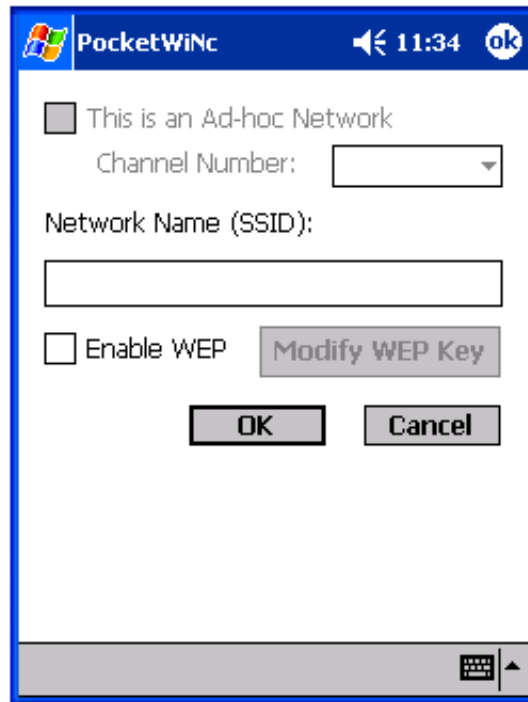 PocketWiNc 11:34 ok
This is an Ad-hoc Network
Channel Number:
Network Name (SSID):
Enable WEP Modify WEP Key
OK Cancel